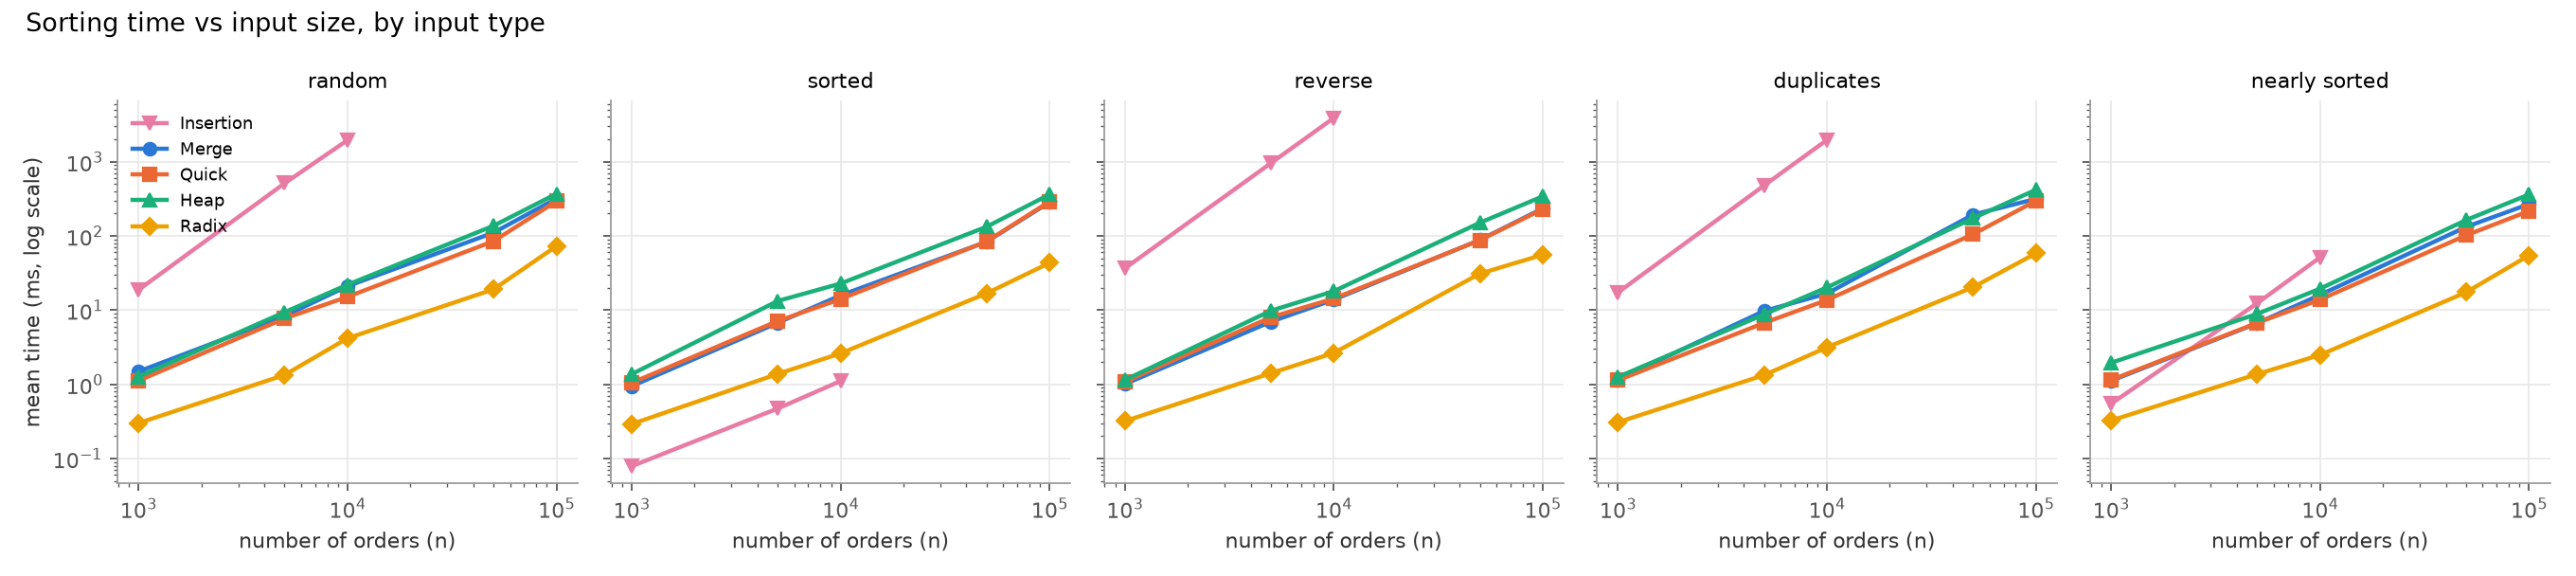 Sorting time vs input size, by input type
random
sorted
reverse
duplicates
nearly sorted
Insertion
Merge
Quick
Heap
Radix
mean time (ms, log scale)
10³
10²
10¹
10⁰
10⁻¹
10³ 10⁴ 10⁵
10³ 10⁴ 10⁵
10³ 10⁴ 10⁵
10³ 10⁴ 10⁵
10³ 10⁴ 10⁵
number of orders (n)
number of orders (n)
number of orders (n)
number of orders (n)
number of orders (n)